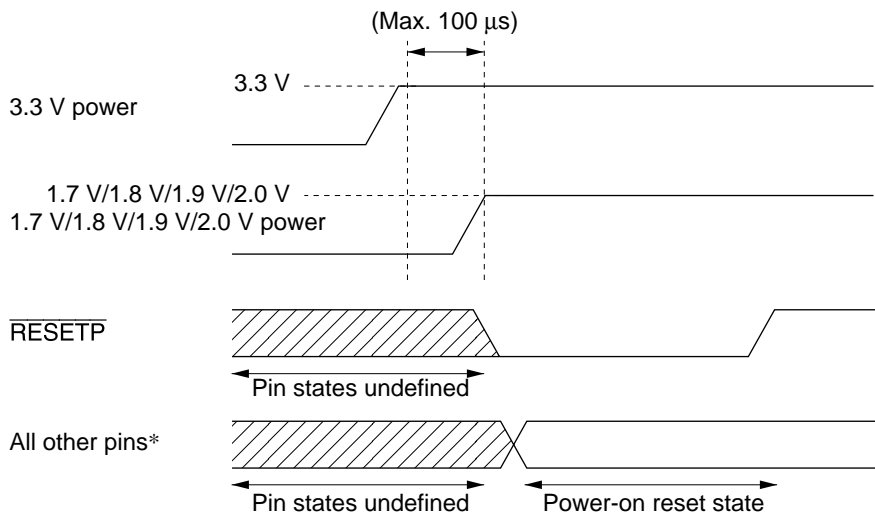 (Max. 100 μs)
3.3 V
3.3 V power
1.7 V/1.8 V/1.9 V/2.0 V
1.7 V/1.8 V/1.9 V/2.0 V power
RESETP
Pin states undefined
All other pins*
Pin states undefined
Power-on reset state